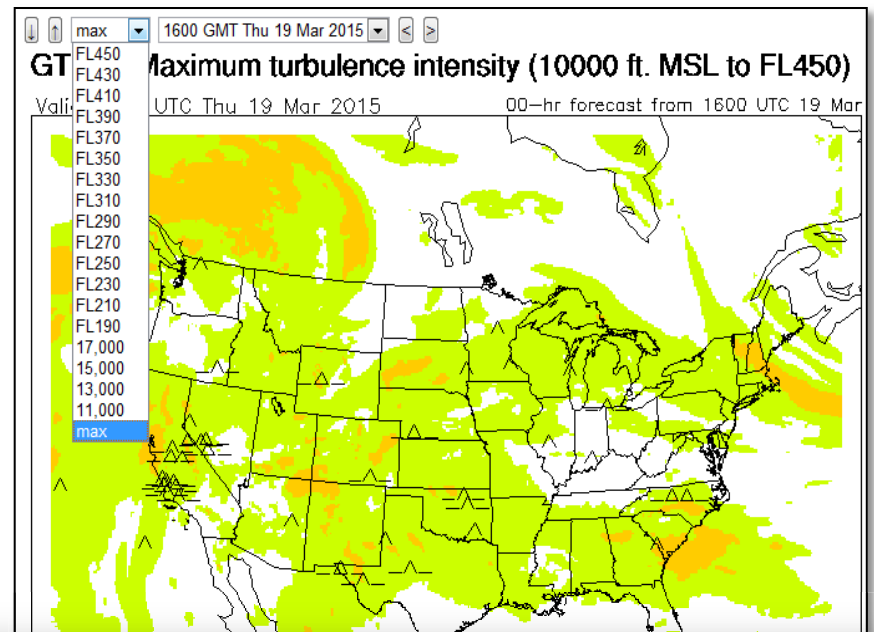 ↓ ↑ max 1600 GMT Thu 19 Mar 2015 < >
FL450
GT Maximum turbulence intensity (10000 ft. MSL to FL450)
FL430
FL410
Vali UTC Thu 19 Mar 2015 00-hr forecast from 1600 UTC 19 Mar
FL390
FL370
FL350
FL330
FL310
FL290
FL270
FL250
FL230
FL210
FL190
17,000
15,000
13,000
11,000
max